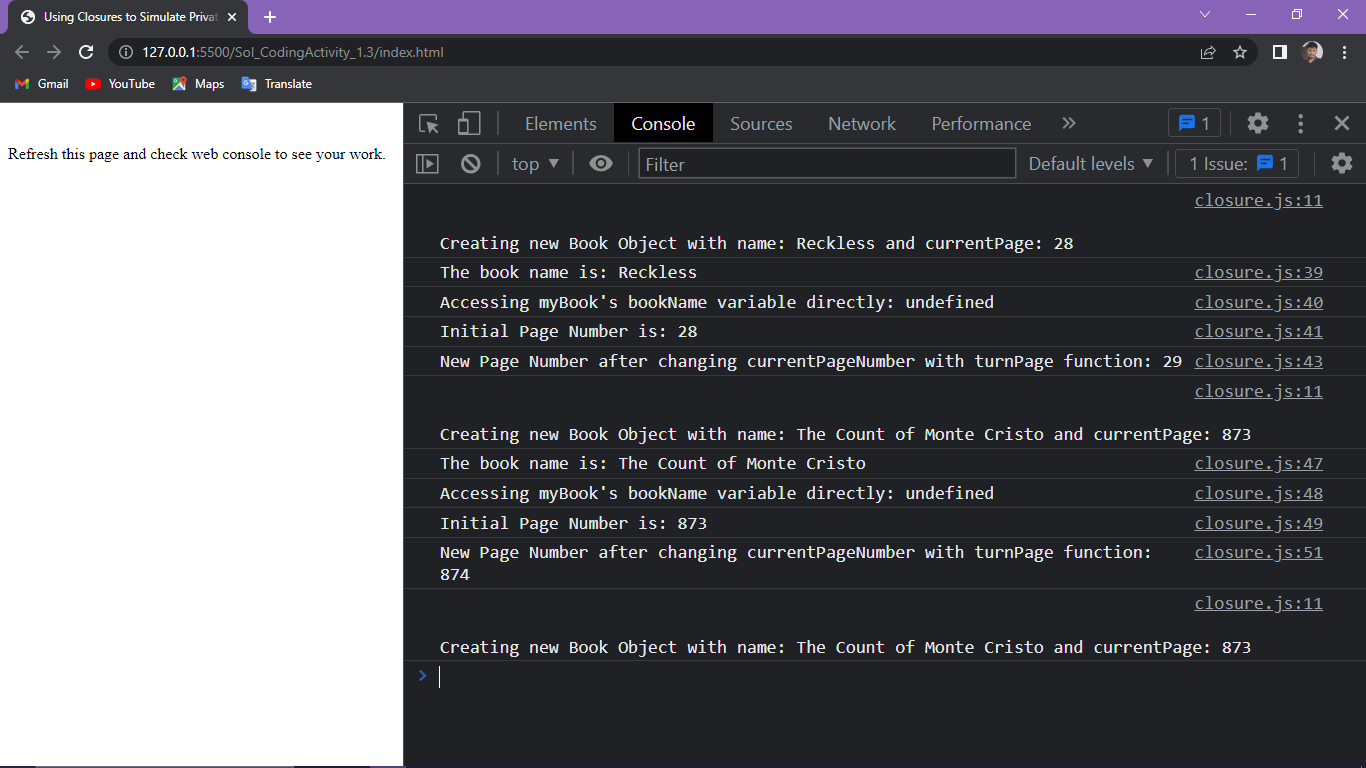 Using Closures to Simulate Privat
127.0.0.1:5500/Sol_CodingActivity_1.3/index.html
Gmail YouTube Maps Translate
Refresh this page and check web console to see your work.
Elements Console Sources Network Performance » 1
top Filter Default levels 1 Issue: 1
closure.js:11
Creating new Book Object with name: Reckless and currentPage: 28
The book name is: Reckless closure.js:39
Accessing myBook's bookName variable directly: undefined closure.js:40
Initial Page Number is: 28 closure.js:41
New Page Number after changing currentPageNumber with turnPage function: 29 closure.js:43
closure.js:11
Creating new Book Object with name: The Count of Monte Cristo and currentPage: 873
The book name is: The Count of Monte Cristo closure.js:47
Accessing myBook's bookName variable directly: undefined closure.js:48
Initial Page Number is: 873 closure.js:49
New Page Number after changing currentPageNumber with turnPage function: closure.js:51
874
closure.js:11
Creating new Book Object with name: The Count of Monte Cristo and currentPage: 873